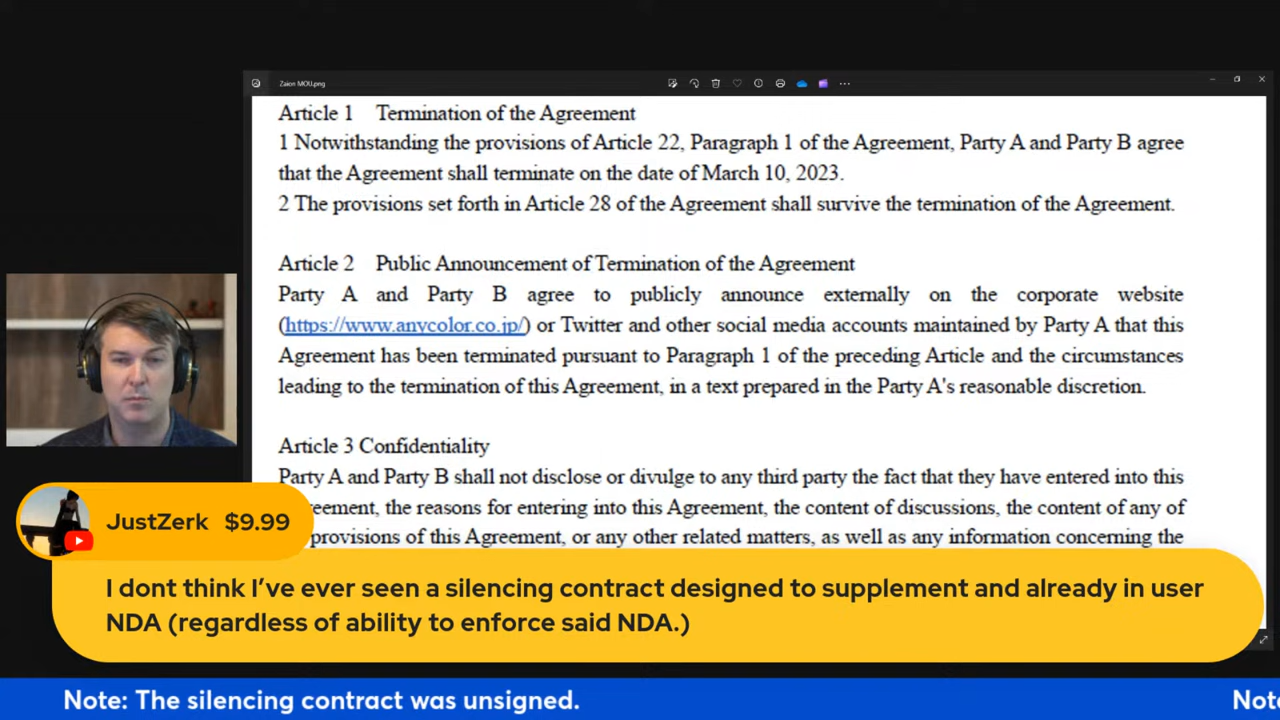 Zaion MOU.png
Article 1 Termination of the Agreement
1 Notwithstanding the provisions of Article 22, Paragraph 1 of the Agreement, Party A and Party B agree
that the Agreement shall terminate on the date of March 10, 2023.
2 The provisions set forth in Article 28 of the Agreement shall survive the termination of the Agreement.
Article 2 Public Announcement of Termination of the Agreement
Party A and Party B agree to publicly announce externally on the corporate website
(https://www.anycolor.co.jp/) or Twitter and other social media accounts maintained by Party A that this
Agreement has been terminated pursuant to Paragraph 1 of the preceding Article and the circumstances
leading to the termination of this Agreement, in a text prepared in the Party A's reasonable discretion.
Article 3 Confidentiality
Party A and Party B shall not disclose or divulge to any third party the fact that they have entered into this
reement, the reasons for entering into this Agreement, the content of discussions, the content of any of
provisions of this Agreement, or any other related matters, as well as any information concerning the
JustZerk $9.99
I dont think I’ve ever seen a silencing contract designed to supplement and already in user
NDA (regardless of ability to enforce said NDA.)
Note: The silencing contract was unsigned.
Note